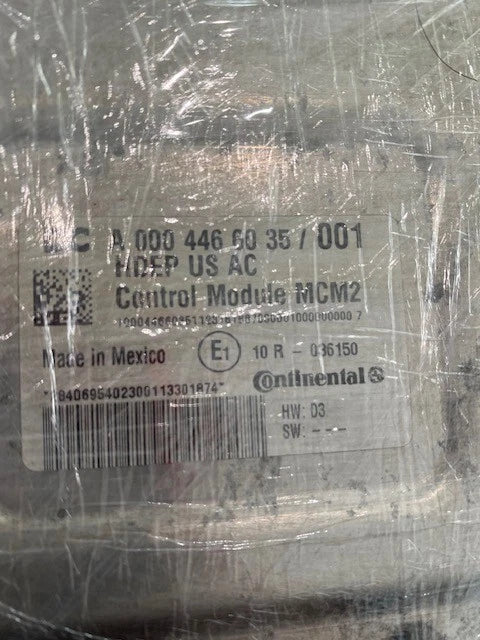 A 000 446 60 35 / 001
HDEP US AC
Control Module MCM2
Made in Mexico E1 10 R - 036150
Continental
HW: D3
SW: - - -